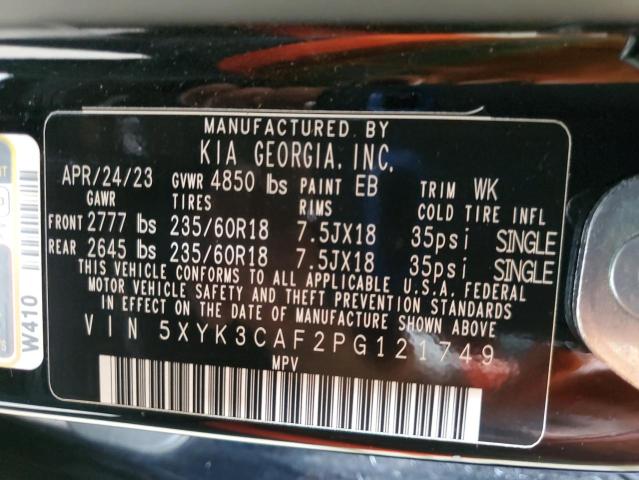 MANUFACTURED BY
KIA GEORGIA, INC.
APR/24/23 GVWR 4850 lbs PAINT EB TRIM WK
GAWR TIRES RIMS COLD TIRE INFL
FRONT 2777 lbs 235/60R18 7.5JX18 35psi SINGLE
REAR 2645 lbs 235/60R18 7.5JX18 35psi SINGLE
THIS VEHICLE CONFORMS TO ALL APPLICABLE U.S.A. FEDERAL
MOTOR VEHICLE SAFETY AND THEFT PREVENTION STANDARDS
IN EFFECT ON THE DATE OF MANUFACTURE SHOWN ABOVE.
VIN 5XYK3CAF2PG121749
MPV
W410